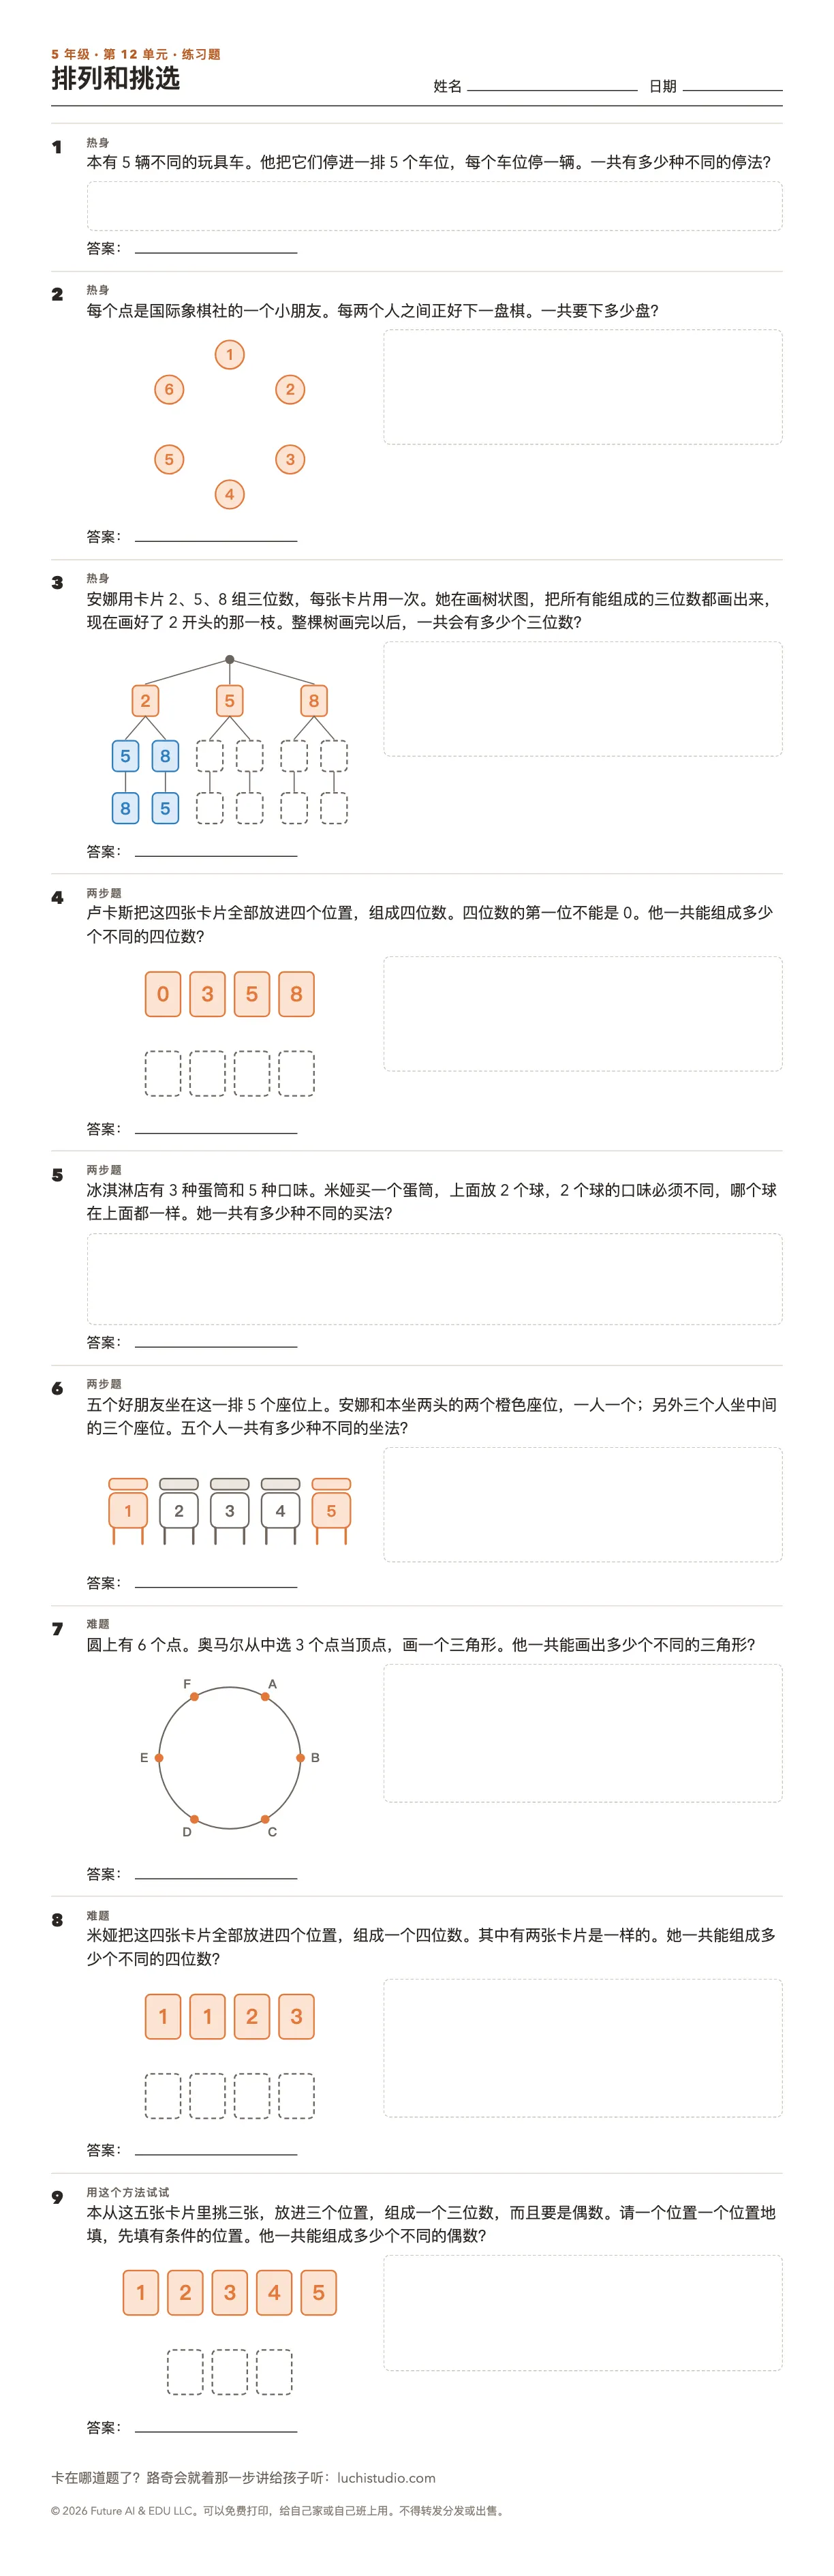 5 年级 · 第 12 单元 · 练习题
排列和挑选
姓名 日期
1
热身
本有 5 辆不同的玩具车。他把它们停进一排 5 个车位，每个车位停一辆。一共有多少种不同的停法？
答案：
2
热身
每个点是国际象棋社的一个小朋友。每两个人之间正好下一盘棋。一共要下多少盘？
1
6 2
5 3
4
答案：
3
热身
安娜用卡片 2、5、8 组三位数，每张卡片用一次。她在画树状图，把所有能组成的三位数都画出来，
现在画好了 2 开头的那一枝。整棵树画完以后，一共会有多少个三位数？
2 5 8
5 8
8 5
答案：
4
两步题
卢卡斯把这四张卡片全部放进四个位置，组成四位数。四位数的第一位不能是 0。他一共能组成多少
个不同的四位数？
0 3 5 8
答案：
5
两步题
冰淇淋店有 3 种蛋筒和 5 种口味。米娅买一个蛋筒，上面放 2 个球，2 个球的口味必须不同，哪个球
在上面都一样。她一共有多少种不同的买法？
答案：
6
两步题
五个好朋友坐在这一排 5 个座位上。安娜和本坐两头的两个橙色座位，一人一个；另外三个人坐中间
的三个座位。五个人一共有多少种不同的坐法？
1 2 3 4 5
答案：
7
难题
圆上有 6 个点。奥马尔从中选 3 个点当顶点，画一个三角形。他一共能画出多少个不同的三角形？
F A
E B
D C
答案：
8
难题
米娅把这四张卡片全部放进四个位置，组成一个四位数。其中有两张卡片是一样的。她一共能组成多
少个不同的四位数？
1 1 2 3
答案：
9
用这个方法试试
本从这五张卡片里挑三张，放进三个位置，组成一个三位数，而且要是偶数。请一个位置一个位置地
填，先填有条件的位置。他一共能组成多少个不同的偶数？
1 2 3 4 5
答案：
卡在哪道题了？路奇会就着那一步讲给孩子听：luchistudio.com
© 2026 Future AI & EDU LLC。可以免费打印，给自己家或自己班上用。不得转发分发或出售。